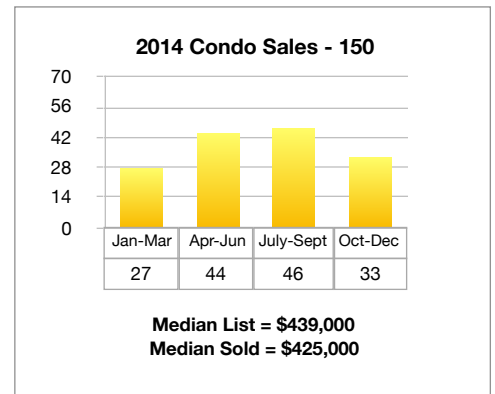 2014 Condo Sales - 150
70
56
42
28
14
0
Jan-Mar Apr-Jun July-Sept Oct-Dec
27 44 46 33
Median List = $439,000
Median Sold = $425,000